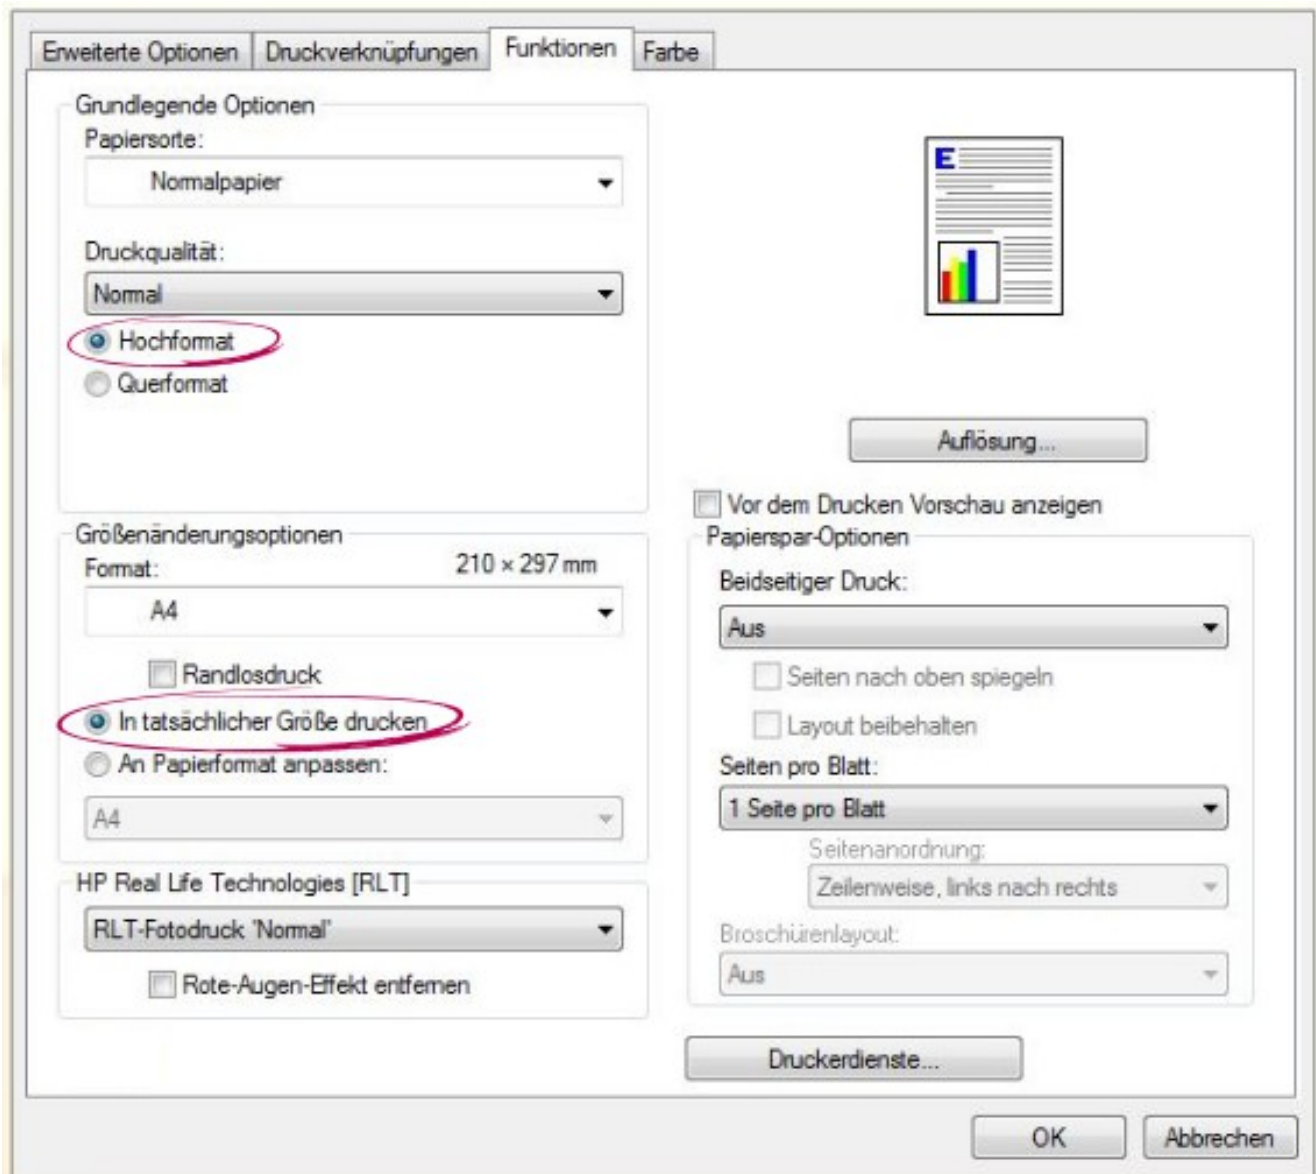 Erweiterte Optionen Druckverknüpfungen Funktionen Farbe
Grundlegende Optionen
Papiersorte:
Normalpapier
Druckqualität:
Normal
Hochformat
Querformat
Größenänderungsoptionen
Format: 210 × 297 mm
A4
Randlosdruck
In tatsächlicher Größe drucken
An Papierformat anpassen:
A4
HP Real Life Technologies [RLT]
RLT-Fotodruck 'Normal'
Rote-Augen-Effekt entfernen
E
Auflösung...
Vor dem Drucken Vorschau anzeigen
Papierspar-Optionen
Beidseitiger Druck:
Aus
Seiten nach oben spiegeln
Layout beibehalten
Seiten pro Blatt:
1 Seite pro Blatt
Seitenanordnung:
Zeilenweise, links nach rechts
Broschürenlayout:
Aus
Druckerdienste...
OK Abbrechen